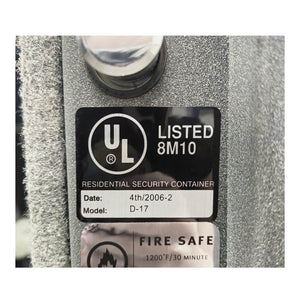 UL
®
LISTED
8M10
RESIDENTIAL SECURITY CONTAINER
Date: 4th/2006-2
Model: D-17
FIRE SAFE
1200°F/30 MINUTE